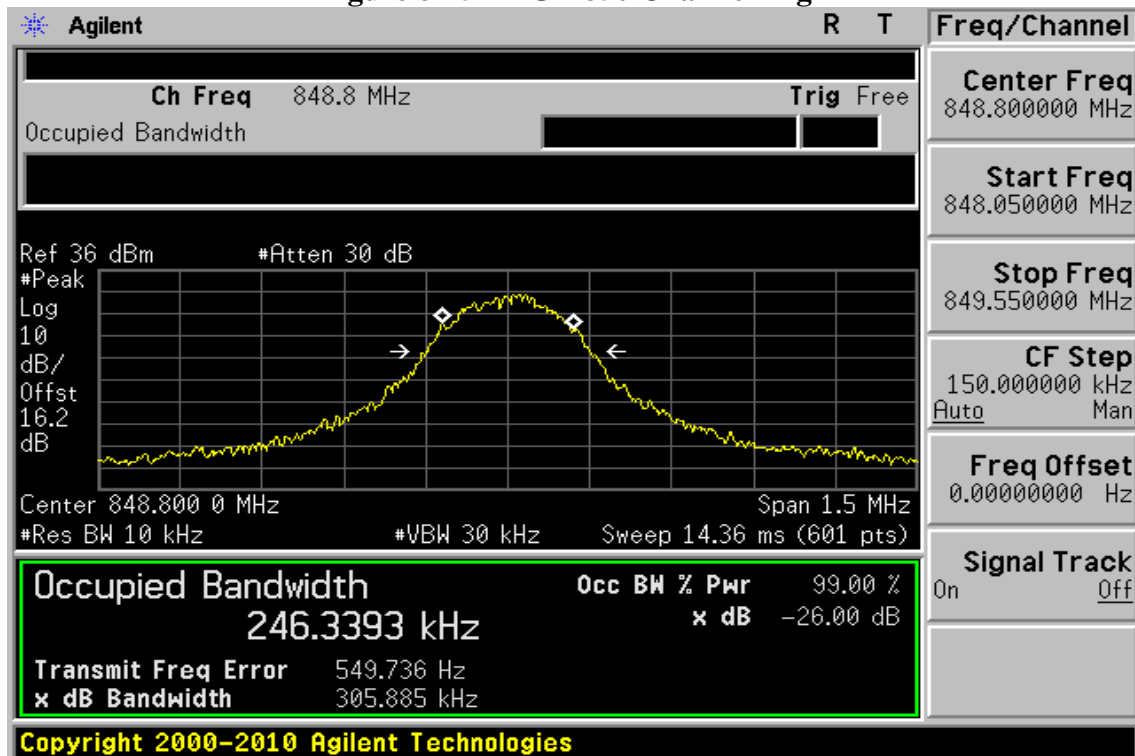 Agilent R T Freq/Channel
Ch Freq 848.8 MHz Trig Free
Occupied Bandwidth
Center Freq
848.800000 MHz
Start Freq
848.050000 MHz
Stop Freq
849.550000 MHz
CF Step
150.000000 kHz
Auto Man
Freq Offset
0.00000000 Hz
Signal Track
On Off
Ref 36 dBm #Atten 30 dB
#Peak
Log
10
dB/
Offst
16.2
dB
Center 848.800 0 MHz Span 1.5 MHz
#Res BW 10 kHz #VBW 30 kHz Sweep 14.36 ms (601 pts)
Occupied Bandwidth
246.3393 kHz
Occ BW % Pwr 99.00 %
x dB -26.00 dB
Transmit Freq Error 549.736 Hz
x dB Bandwidth 305.885 kHz
Copyright 2000-2010 Agilent Technologies